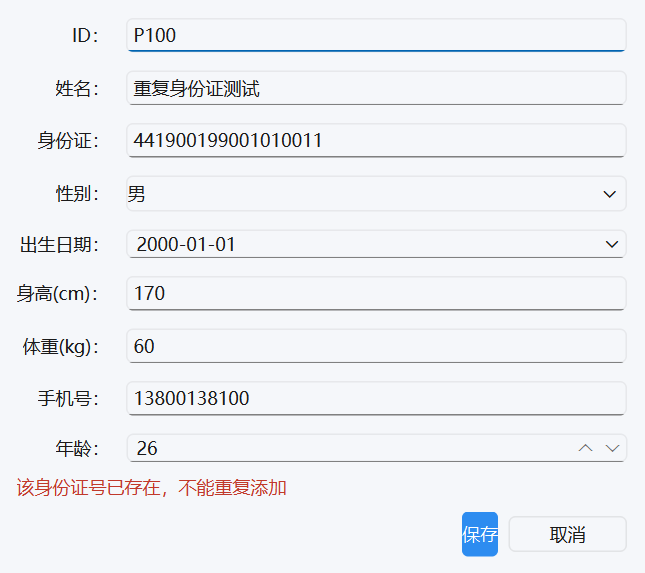 ID： P100
姓名： 重复身份证测试
身份证： 441900199001010011
性别： 男
出生日期： 2000-01-01
身高(cm)： 170
体重(kg)： 60
手机号： 13800138100
年龄： 26
该身份证号已存在，不能重复添加
保存 取消